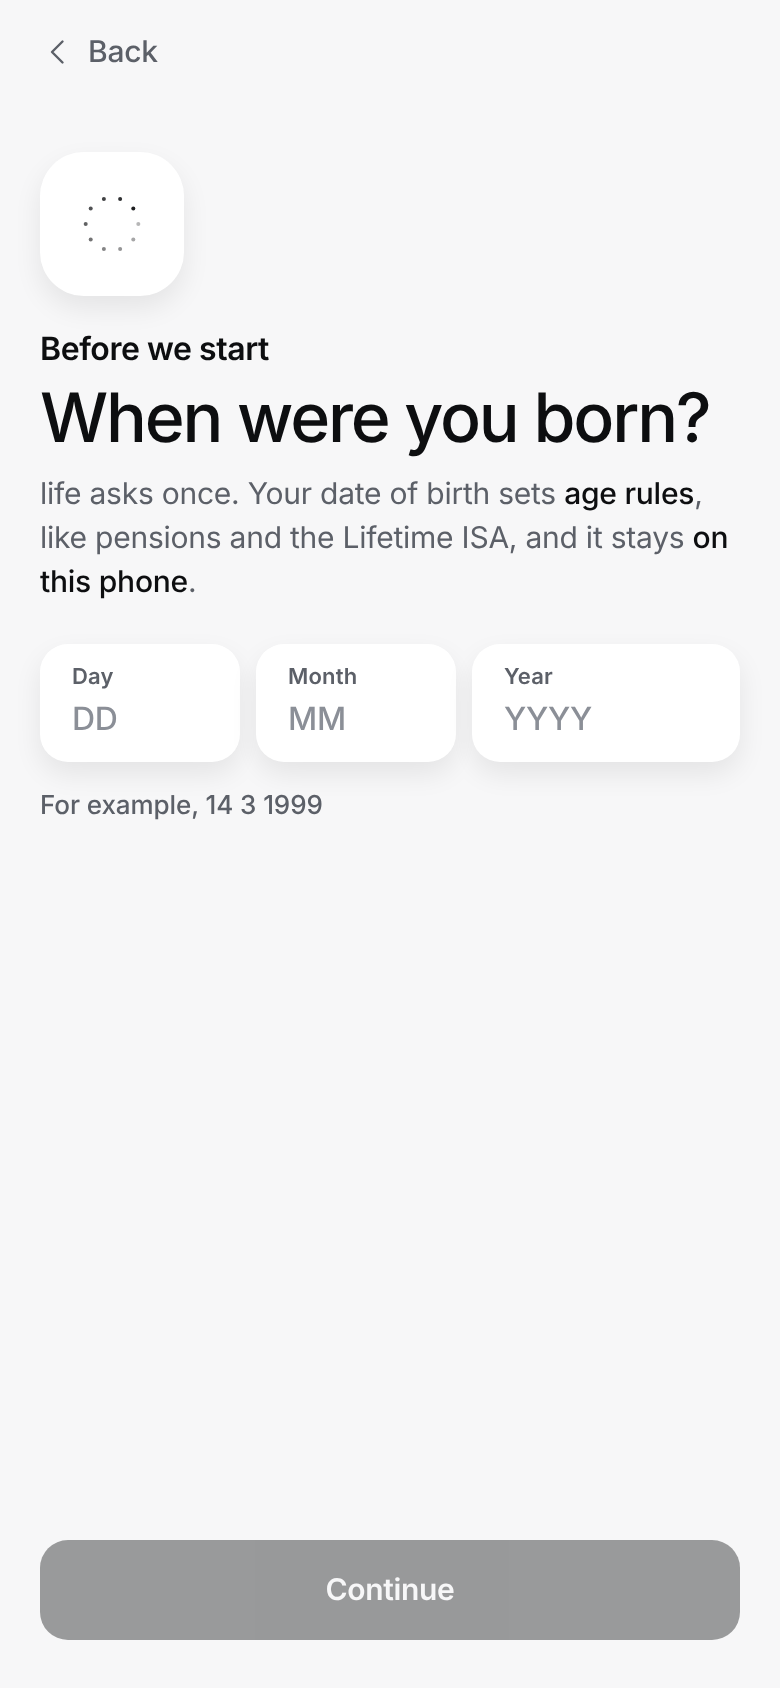 Back
Before we start
When were you born?
life asks once. Your date of birth sets age rules,
like pensions and the Lifetime ISA, and it stays on
this phone.
Day
Month
Year
DD
MM
YYYY
For example, 14 3 1999
Continue